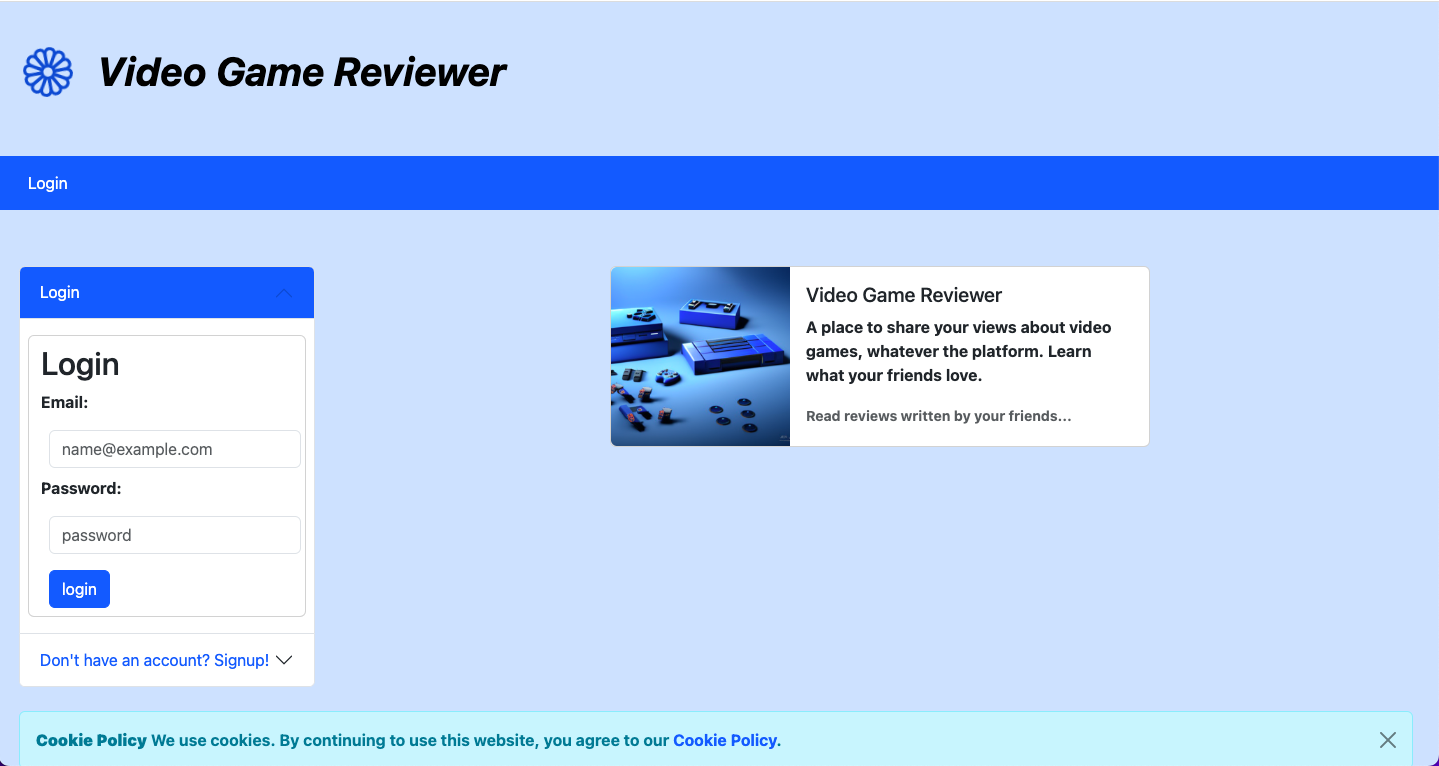 Video Game Reviewer
Login
Login
Login
Email:
name@example.com
Password:
password
login
Don't have an account? Signup!
Video Game Reviewer
A place to share your views about video
games, whatever the platform. Learn
what your friends love.
Read reviews written by your friends...
Cookie Policy We use cookies. By continuing to use this website, you agree to our Cookie Policy.